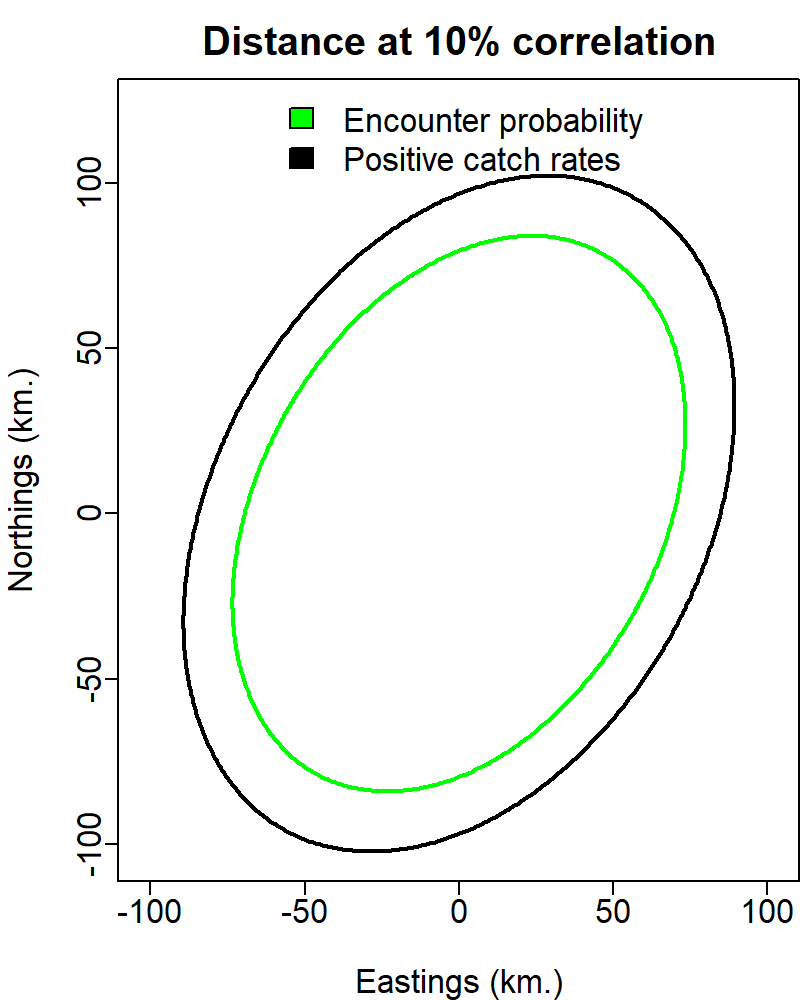 Distance at 10% correlation
Encounter probability
Positive catch rates
Northings (km.)
100
50
0
-50
-100
-100 -50 0 50 100
Eastings (km.)